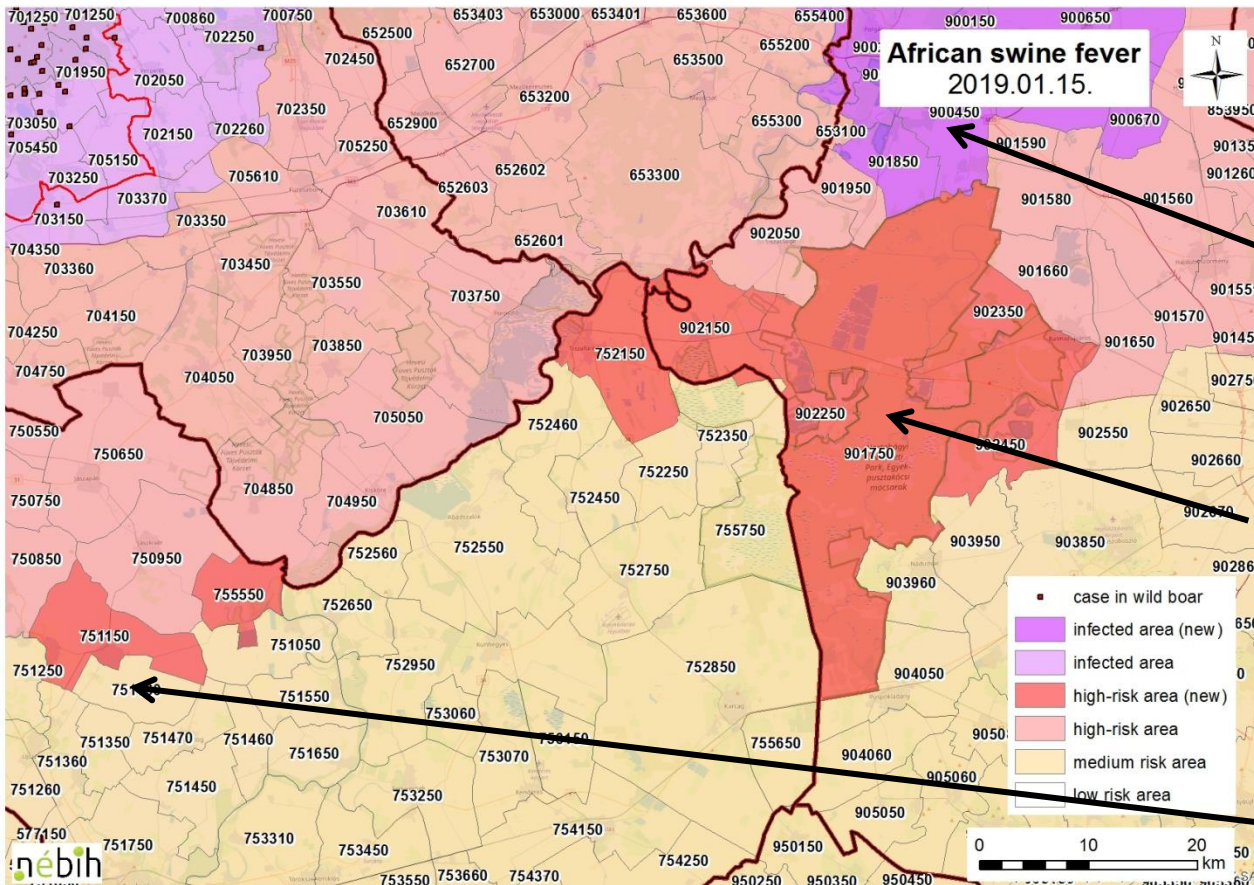 African swine fever
2019.01.15.
N
701250 701250 700860 700750 653403 653000 653401 653600 655400 900150 900650
702250 652500 655200
702450 652700 653500
701950 702050 653200 900450 853950
702350 652900 655300 900670
703050 702150 702260 653100 901590
705450 705250 901850
705150 705610 652602 653300 901260
703250 703370 652603 901950 901580 901560
703150 703350 703610
704350 652601 902050
703360 703450 703550 901660
704150 703750 902350 901570
704250 703850 902150 901650
703950 752150
704750 704050
705050 902250 902650
750550 752460 752350 902550
750650 901750 902660
752250
704850 704950 752450
750750 755750
750850 750950 752560 752550 752750 903950 903850
903960
755550 752650
751150 751050
751250 752950 752850 904050
751550
753060
751350 751470 751460 753070 755650 904060
751360 751650 905060
751260 751450 753250 905050
577150 751750 753310 753450 754150 950150
754250
753550 753660 754370 950250 950350 950450
case in wild boar
infected area (new)
infected area
high-risk area (new)
high-risk area
medium risk area
low risk area
0 10 20
km
nébih